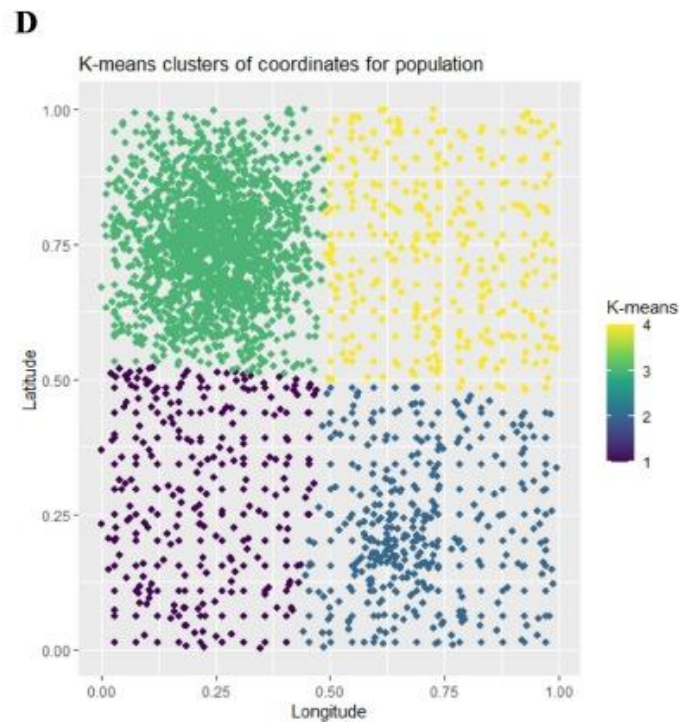 D
K-means clusters of coordinates for population
1.00
0.75
0.50
0.25
0.00
Latitude
0.00 0.25 0.50 0.75 1.00
Longitude
K-means
4
3
2
1